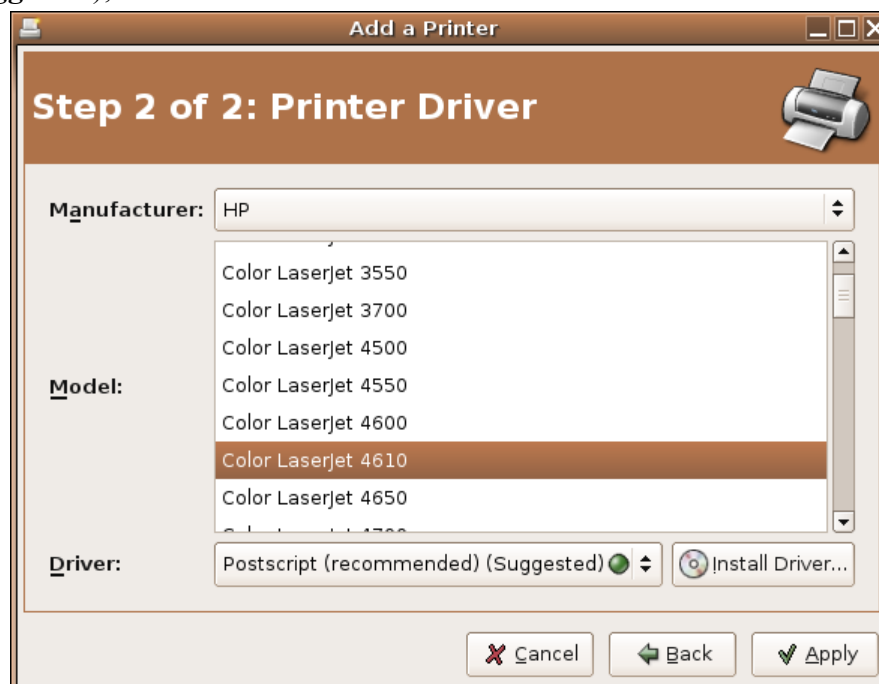 Add a Printer
Step 2 of 2: Printer Driver
Manufacturer: HP
Color LaserJet 3550
Color LaserJet 3700
Color LaserJet 4500
Model: Color LaserJet 4550
Color LaserJet 4600
Color LaserJet 4610
Color LaserJet 4650
Driver: Postscript (recommended) (Suggested) Install Driver...
Cancel Back Apply